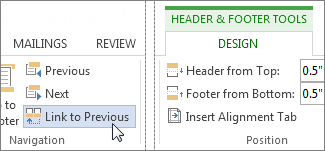 HEADER & FOOTER TOOLS
MAILINGS REVIEW DESIGN
Previous
Next
Link to Previous
to
Navigation
Header from Top: 0.5"
Footer from Bottom: 0.5"
Insert Alignment Tab
Position